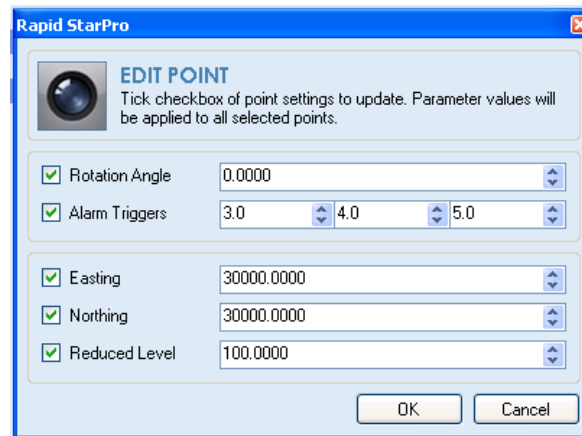 Rapid StarPro
EDIT POINT
Tick checkbox of point settings to update. Parameter values will
be applied to all selected points.
Rotation Angle 0.0000
Alarm Triggers 3.0 4.0 5.0
Easting 30000.0000
Northing 30000.0000
Reduced Level 100.0000
OK Cancel